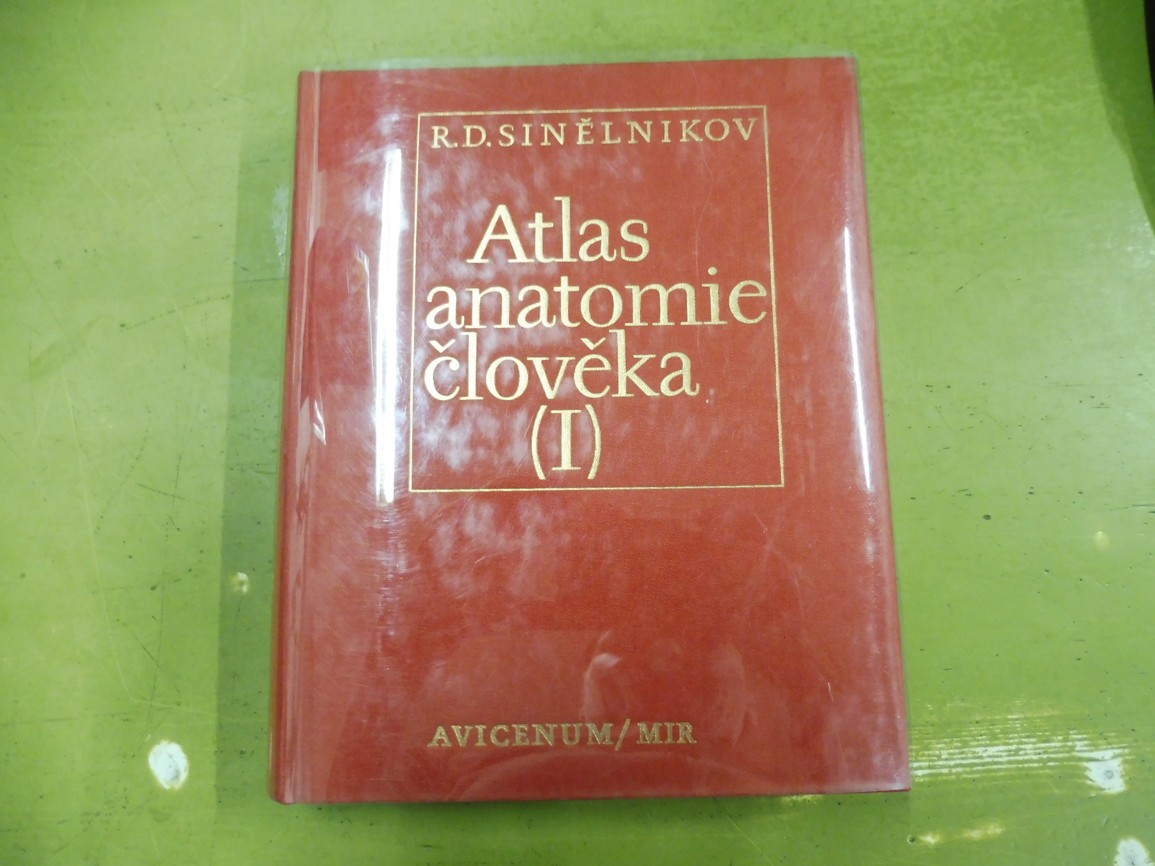 R.D.SINĚLNIKOV
Atlas
anatomie
člověka
(I)
AVICENUM/MIR